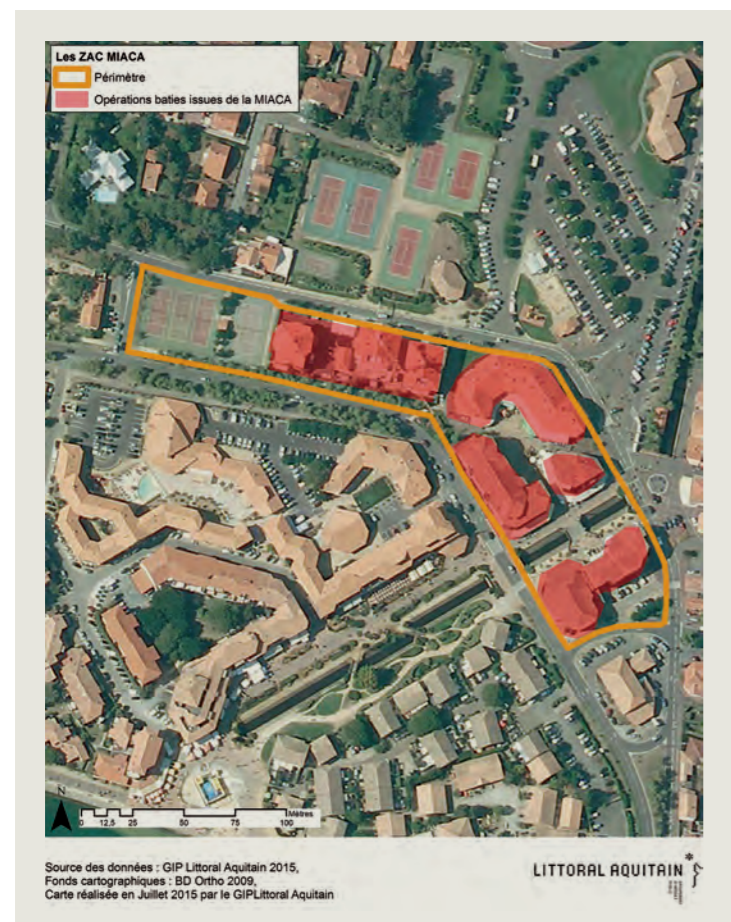 Les ZAC MIACA
Périmètre
Opérations baties issues de la MIACA
N
0 12,5 25 50 75 100
Mètres
Source des données : GIP Littoral Aquitain 2015,
Fonds cartographiques : BD Ortho 2009,
Carte réalisée en Juillet 2015 par le GIPLittoral Aquitain
LITTORAL AQUITAIN